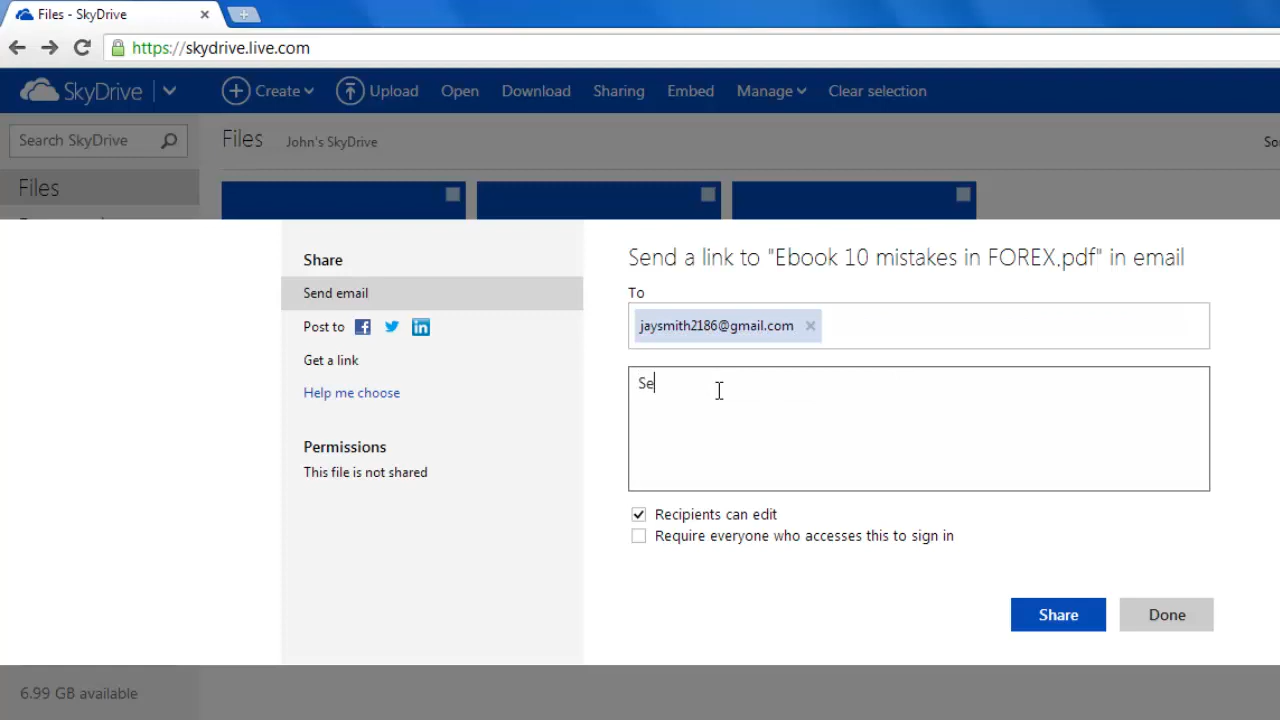 Files - SkyDrive
https://skydrive.live.com
SkyDrive Create Upload Open Download Sharing Embed Manage Clear selection
Search SkyDrive
Files John's SkyDrive
So
Files
Share
Send email
Post to
Get a link
Help me choose
Permissions
This file is not shared
Send a link to "Ebook 10 mistakes in FOREX.pdf" in email
To
jaysmith2186@gmail.com
Se
Recipients can edit
Require everyone who accesses this to sign in
Share Done
6.99 GB available